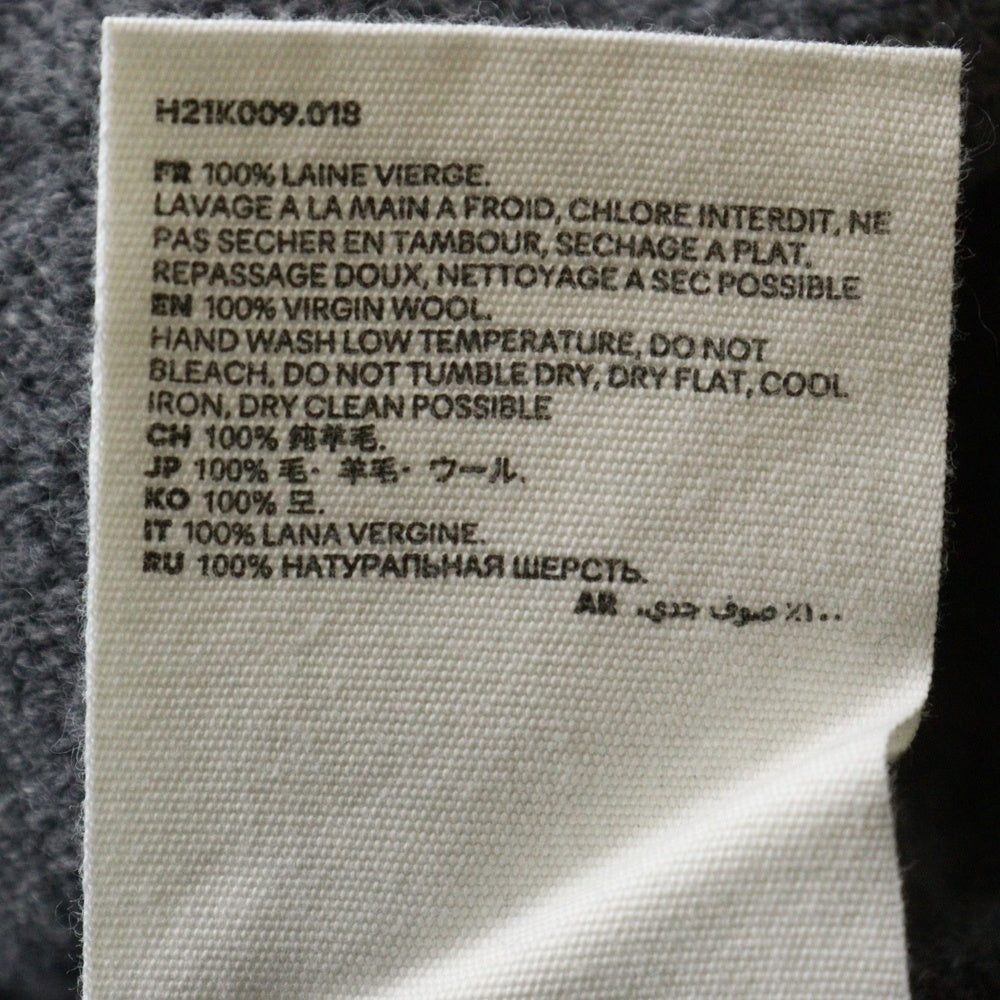 H21K009.018
FR 100% LAINE VIERGE.
LAVAGE A LA MAIN A FROID, CHLORE INTERDIT, NE
PAS SECHER EN TAMBOUR, SECHAGE A PLAT,
REPASSAGE DOUX, NETTOYAGE A SEC POSSIBLE
EN 100% VIRGIN WOOL.
HAND WASH LOW TEMPERATURE, DO NOT
BLEACH, DO NOT TUMBLE DRY, DRY FLAT, COOL
IRON, DRY CLEAN POSSIBLE
CH 100% 纯羊毛.
JP 100% 毛· 羊毛· ウール.
KO 100% 모.
IT 100% LANA VERGINE.
RU 100% НАТУРАПЬНАЯ ШЕРСТЬ.
AR ١٠٠٪ صوف جدي.